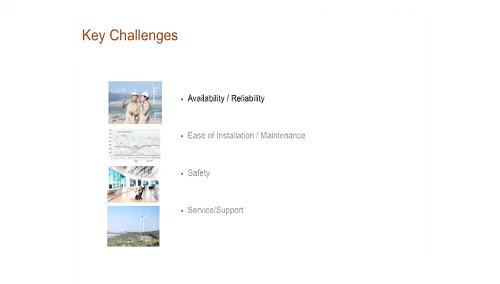 Key Challenges
• Availability / Reliability
• Ease of Installation / Maintenance
• Safety
• Service/Support